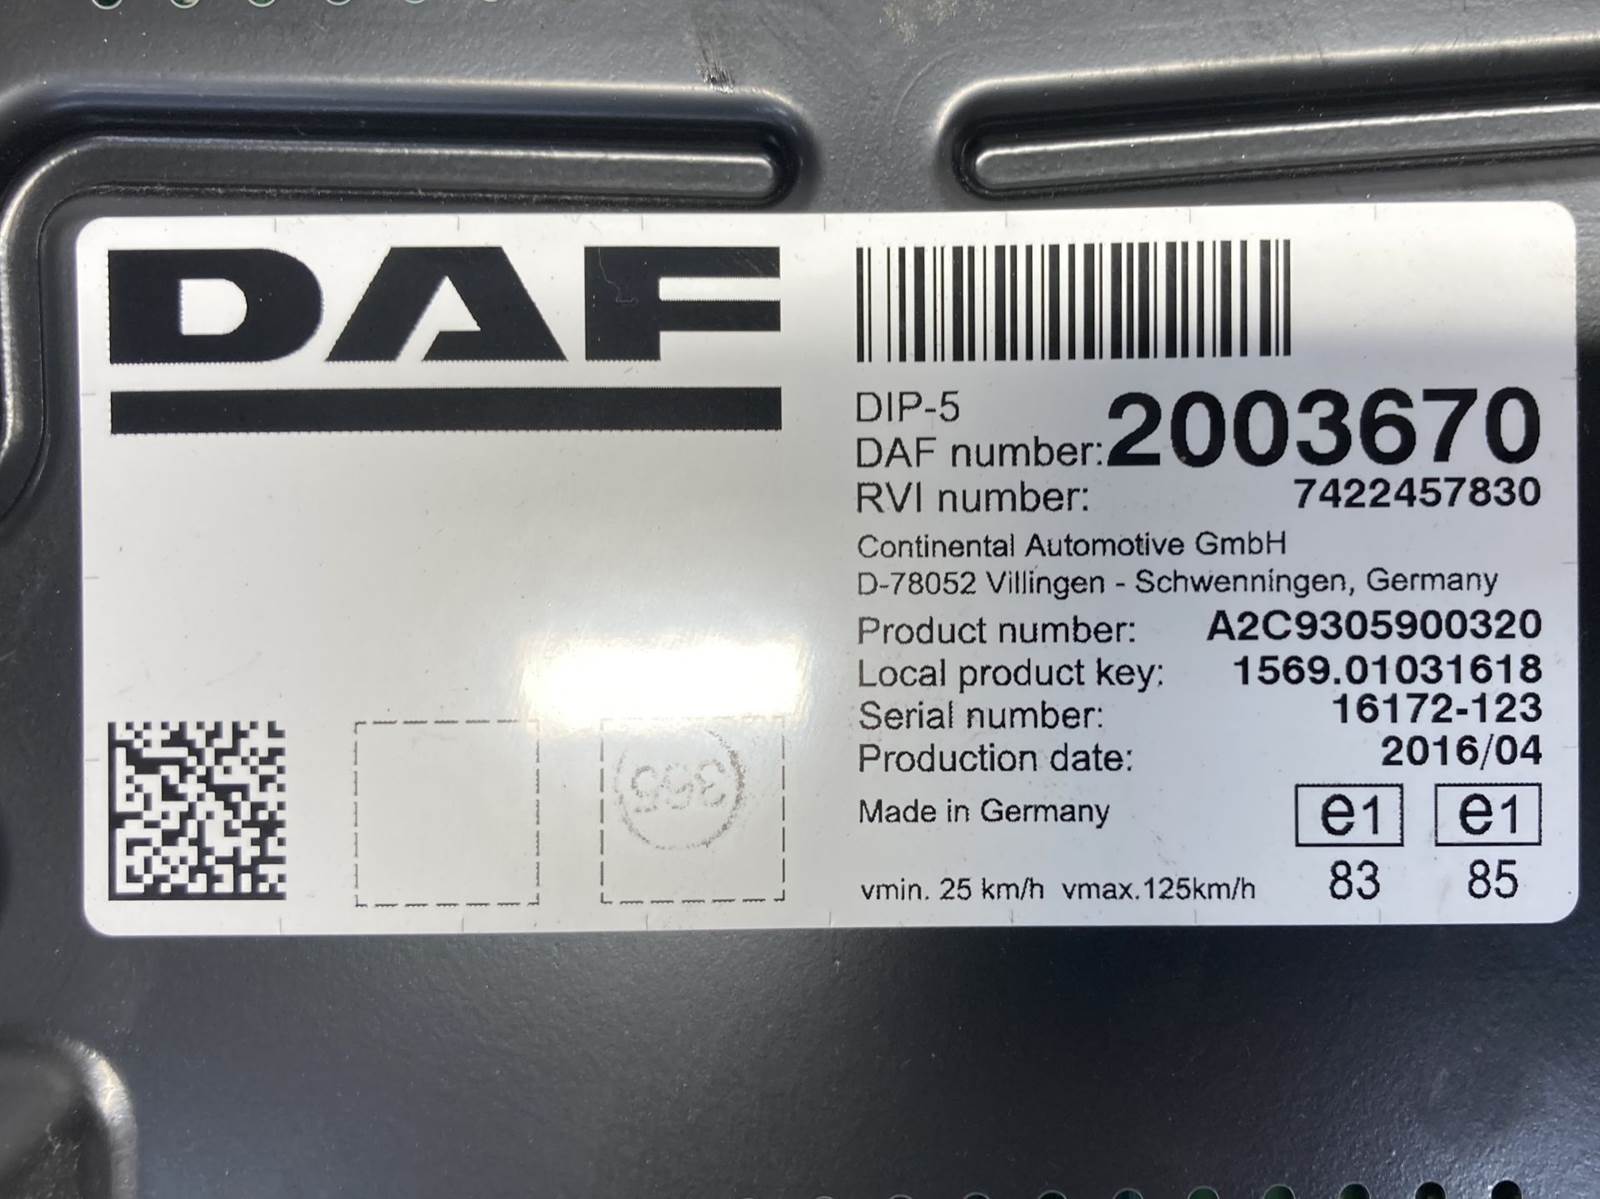 DAF
DIP-5
DAF number: 2003670
RVI number: 7422457830
Continental Automotive GmbH
D-78052 Villingen - Schwenningen, Germany
Product number: A2C9305900320
Local product key: 1569.01031618
Serial number: 16172-123
Production date: 2016/04
Made in Germany
e1 e1
83 85
vmin. 25 km/h vmax.125km/h
365